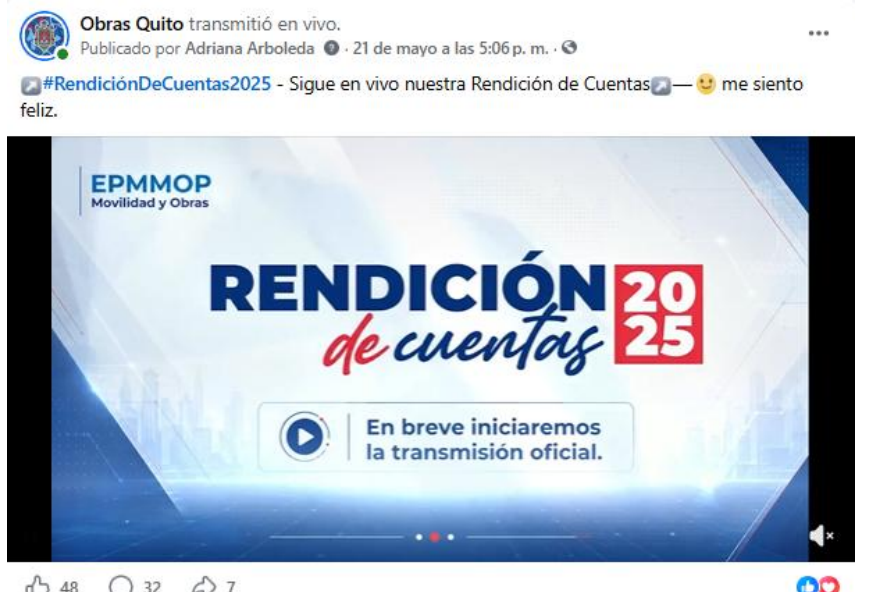 Obras Quito transmitió en vivo.
Publicado por Adriana Arboleda · 21 de mayo a las 5:06 p. m. ·
#RendiciónDeCuentas2025 - Sigue en vivo nuestra Rendición de Cuentas — me siento
feliz.
EPMMOP
Movilidad y Obras
RENDICIÓN 20
de cuentas 25
En breve iniciaremos
la transmisión oficial.
48 32 7